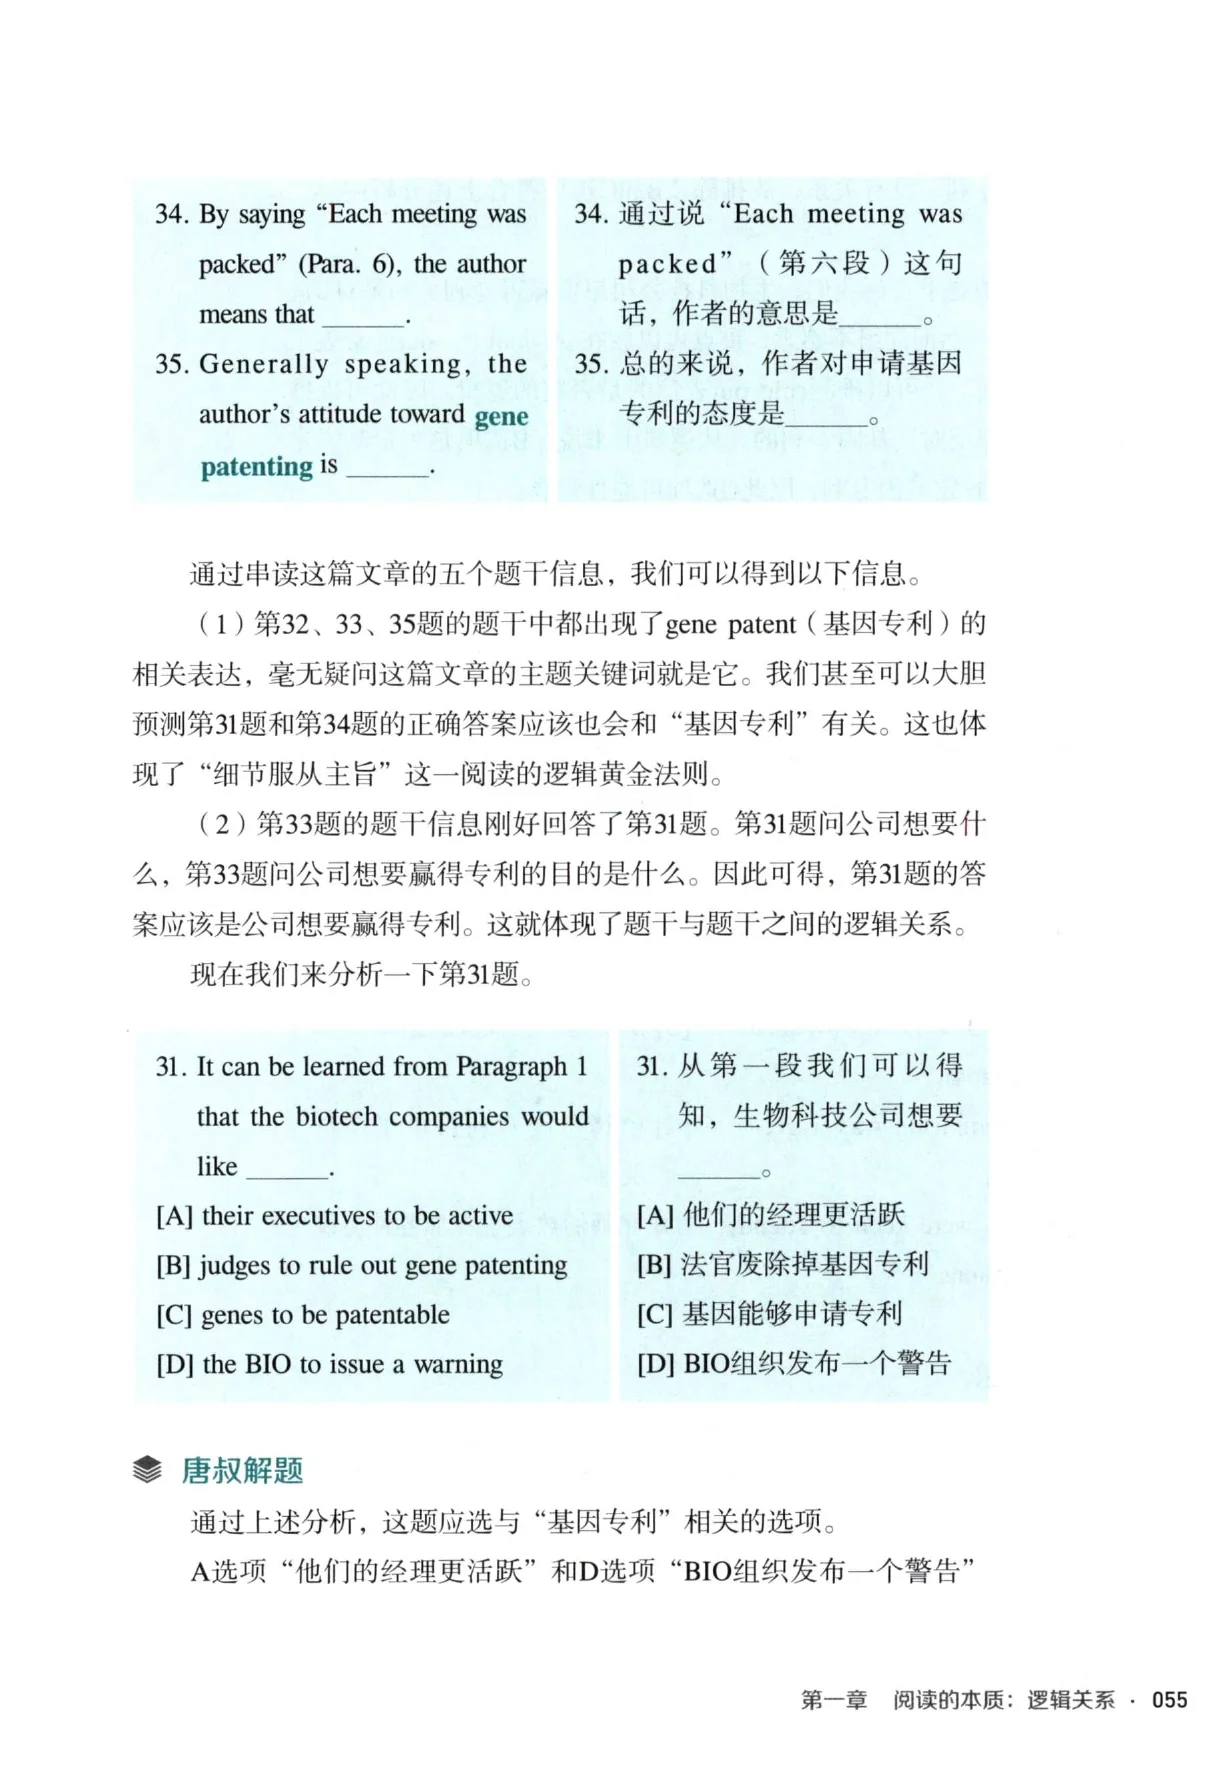 34. By saying “Each meeting was
packed” (Para. 6), the author
means that ______.
35. Generally speaking, the
author’s attitude toward gene
patenting is ______.
34. 通过说“Each meeting was
packed”（第六段）这句
话，作者的意思是______。
35. 总的来说，作者对申请基因
专利的态度是______。
通过串读这篇文章的五个题干信息，我们可以得到以下信息。
（1）第32、33、35题的题干中都出现了gene patent（基因专利）的
相关表达，毫无疑问这篇文章的主题关键词就是它。我们甚至可以大胆
预测第31题和第34题的正确答案应该也会和“基因专利”有关。这也体
现了“细节服从主旨”这一阅读的逻辑黄金法则。
（2）第33题的题干信息刚好回答了第31题。第31题问公司想要什
么，第33题问公司想要赢得专利的目的是什么。因此可得，第31题的答
案应该是公司想要赢得专利。这就体现了题干与题干之间的逻辑关系。
现在我们来分析一下第31题。
31. It can be learned from Paragraph 1
that the biotech companies would
like ______.
[A] their executives to be active
[B] judges to rule out gene patenting
[C] genes to be patentable
[D] the BIO to issue a warning
31. 从第一段我们可以得
知，生物科技公司想要
______。
[A] 他们的经理更活跃
[B] 法官废除掉基因专利
[C] 基因能够申请专利
[D] BIO组织发布一个警告
唐叔解题
通过上述分析，这题应选与“基因专利”相关的选项。
A选项“他们的经理更活跃”和D选项“BIO组织发布一个警告”
第一章 阅读的本质：逻辑关系 · 055